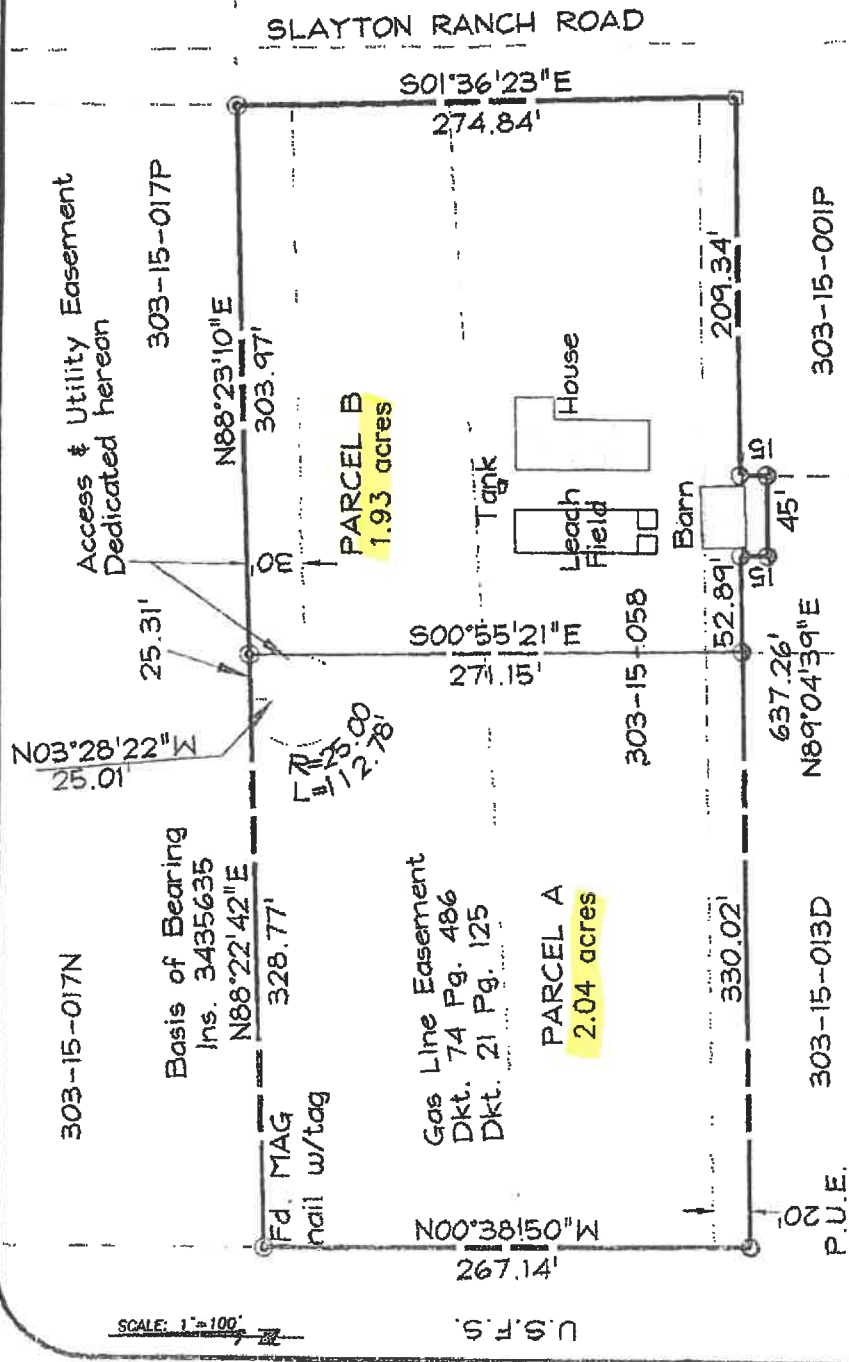 SLAYTON RANCH ROAD
S01°36'23"E
274.84'
Access & Utility Easement
Dedicated hereon
303-15-017P
N88°23'10"E
303.97'
PARCEL B
1.93 acres
30'
House
Tank
Leach
Field
Barn
209.34'
303-15-001P
15'
45'
15'
52.89'
25.31'
S00°55'21"E
271.15'
303-15-058
637.26'
N89°04'39"E
N03°28'22"W
25.01'
R=25.00
L=112.78'
303-15-017N
Basis of Bearing
Ins. 3435635
N88°22'42"E
328.77'
Gas Line Easement
Dkt. 74 Pg. 486
Dkt. 21 Pg. 125
PARCEL A
2.04 acres
330.02'
303-15-013D
Fd. MAG
nail w/tag
N00°38'50"W
267.14'
20'
P.U.E.
SCALE: 1"=100'
U.S.F.S.